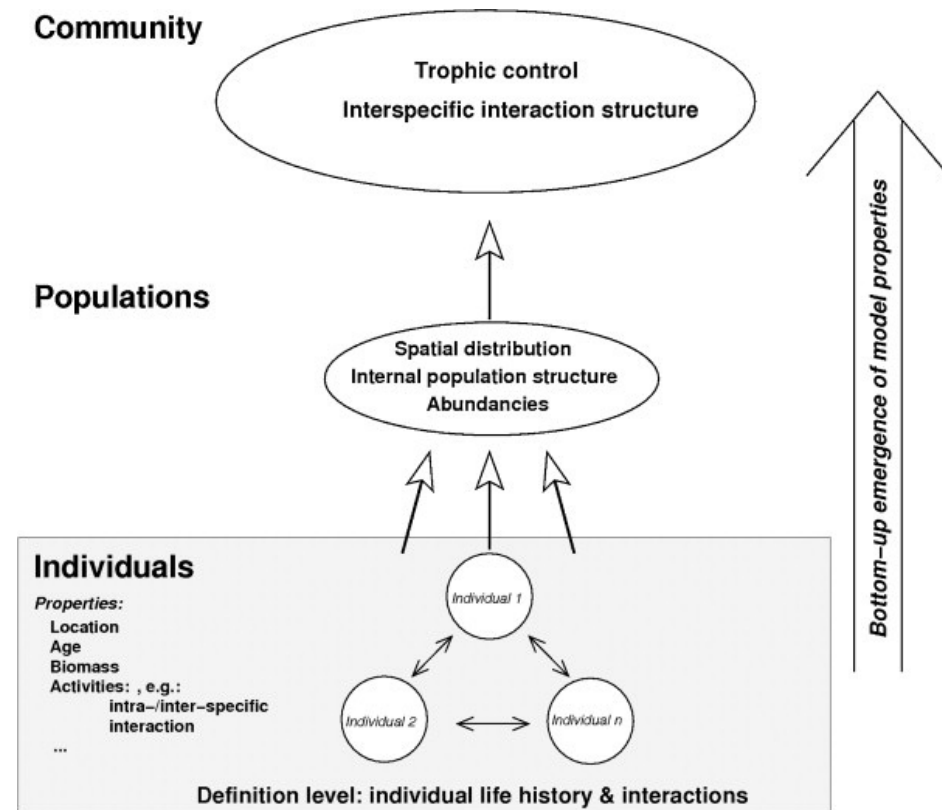 Community
Trophic control
Interspecific interaction structure
Populations
Spatial distribution
Internal population structure
Abundancies
Bottom-up emergence of model properties
Individuals
Properties:
Location
Age
Biomass
Activities: , e.g.:
intra-/inter-specific
interaction
...
Individual 1
Individual 2
Individual n
Definition level: individual life history & interactions